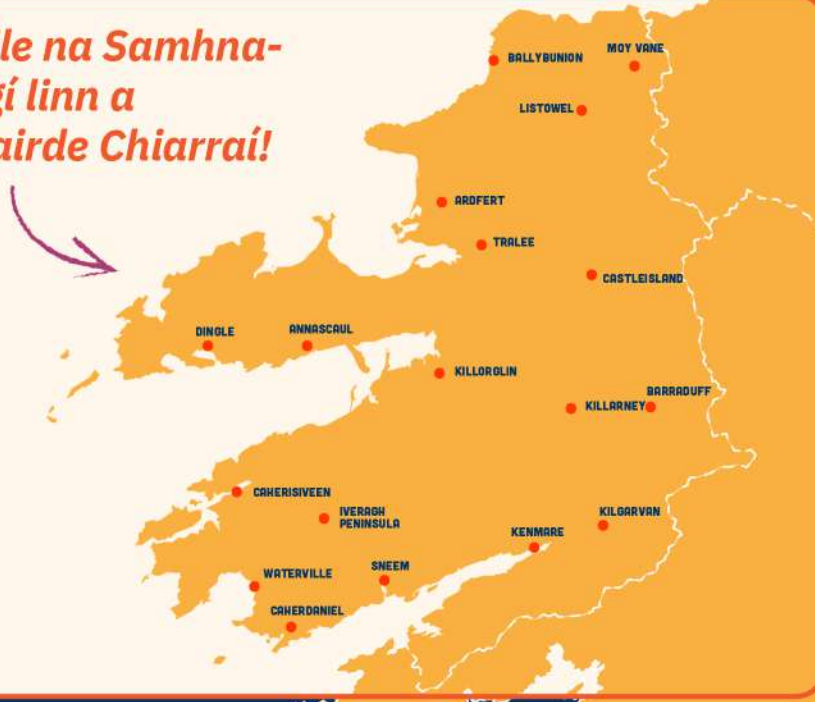 le na Samhna-
gí linn a
airde Chiarraí!
MOY VANE
BALLYBUNION
LISTOWEL
ARDFERT
TRALEE
CASTLEISLAND
DINGLE
ANNASCAUL
KILLORGLIN
BARRADUFF
KILLARNEY
CAHERISIVEEN
IVERAGH
PENINSULA
KILGARVAN
KENMARE
SNEEM
WATERVILLE
CAHERDANIEL